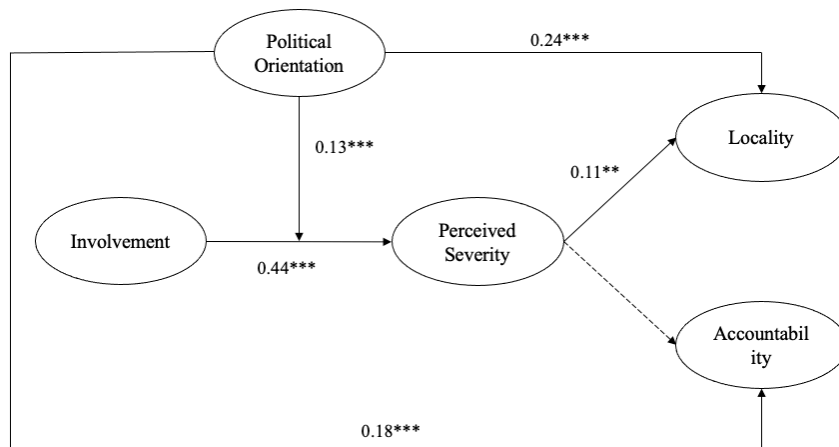 Political
Orientation
0.24***
Locality
0.13***
0.11**
Involvement
Perceived
Severity
0.44***
Accountabil
ity
0.18***